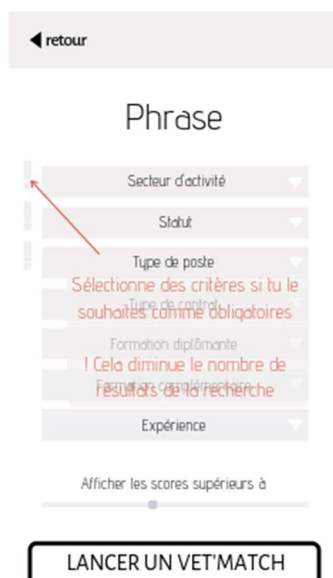 retour
Phrase
Secteur d'activité
Statut
Type de poste
Sélectionne des critères si tu le
Type de contrat
souhaites comme obligatoires
Formation diplômante
! Cela diminue le nombre de
Formation complémentaire
résultats de la recherche
Expérience
Afficher les scores supérieurs à
LANCER UN VET'MATCH